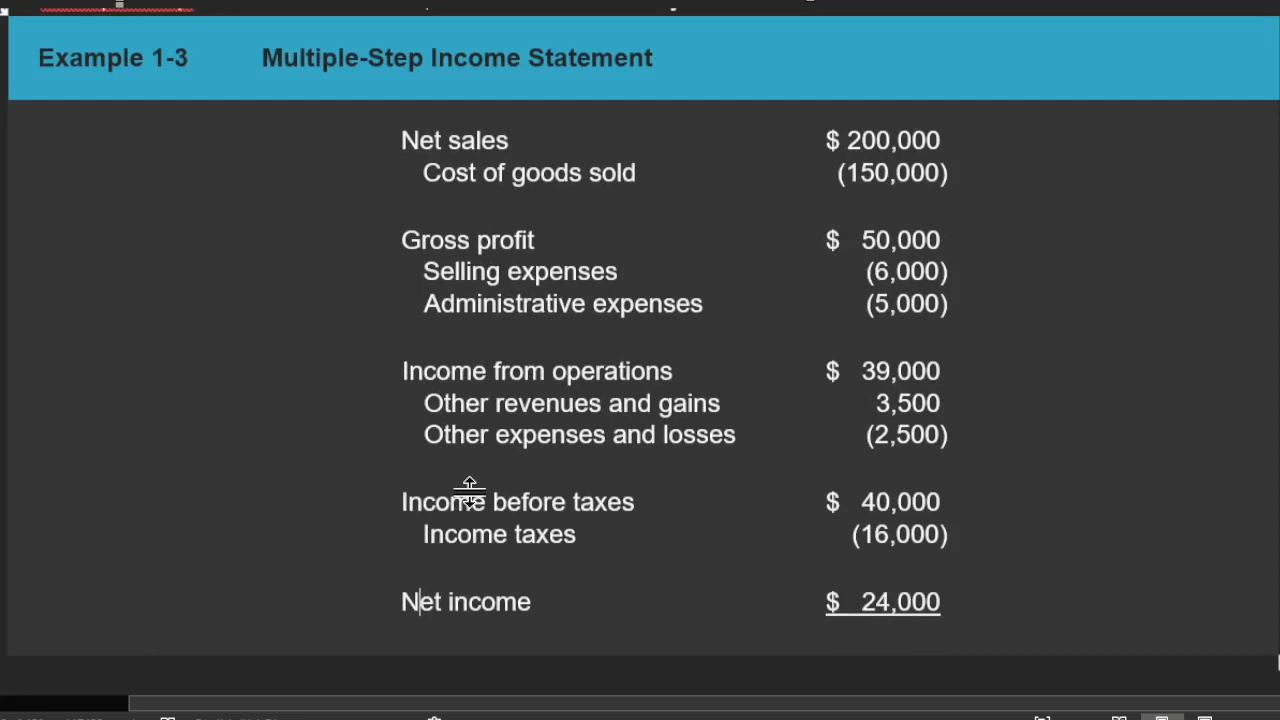 Example 1-3 Multiple-Step Income Statement
Net sales $ 200,000
Cost of goods sold (150,000)
Gross profit $ 50,000
Selling expenses (6,000)
Administrative expenses (5,000)
Income from operations $ 39,000
Other revenues and gains 3,500
Other expenses and losses (2,500)
Income before taxes $ 40,000
Income taxes (16,000)
Net income $ 24,000